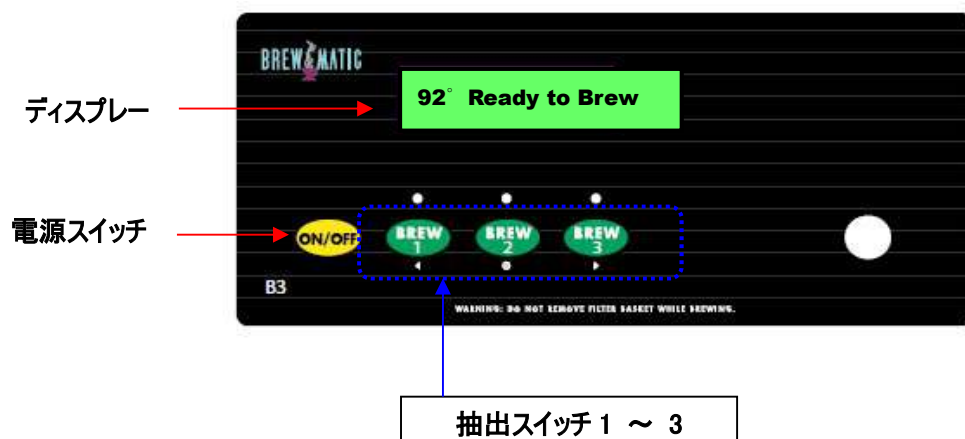 BREW MATIC
92° Ready to Brew
ディスプレー
電源スイッチ
ON/OFF
BREW 1
BREW 2
BREW 3
B3
WARNING: DO NOT REMOVE FILTER BASKET WHILE BREWING.
抽出スイッチ 1 ～ 3